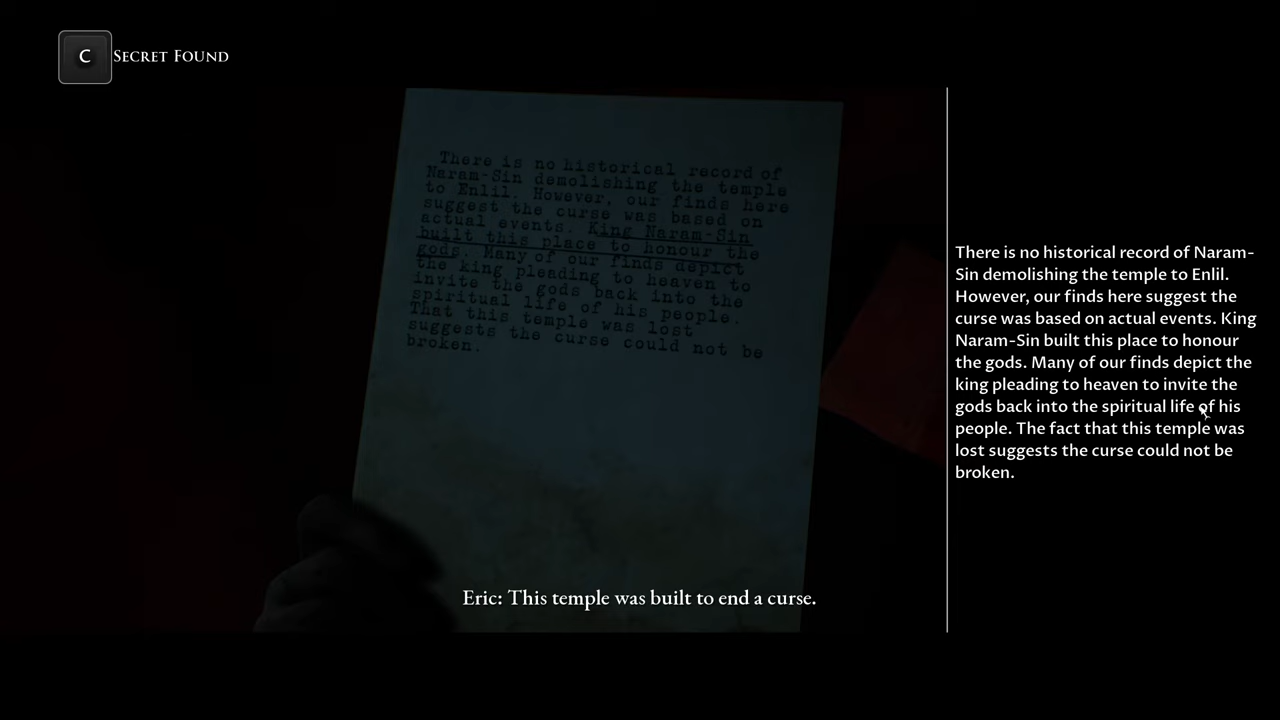 C
SECRET FOUND
There is no historical record of
Naram-Sin demolishing the temple
to Enlil. However, our finds here
suggest the curse was based on
actual events. King Naram-Sin
built this place to honour the
gods. Many of our finds depict
the king pleading to heaven to
invite the gods back into the
spiritual life of his people.
That this temple was lost
suggests the curse could not be
broken.
There is no historical record of Naram-
Sin demolishing the temple to Enlil.
However, our finds here suggest the
curse was based on actual events. King
Naram-Sin built this place to honour
the gods. Many of our finds depict the
king pleading to heaven to invite the
gods back into the spiritual life of his
people. The fact that this temple was
lost suggests the curse could not be
broken.
Eric: This temple was built to end a curse.